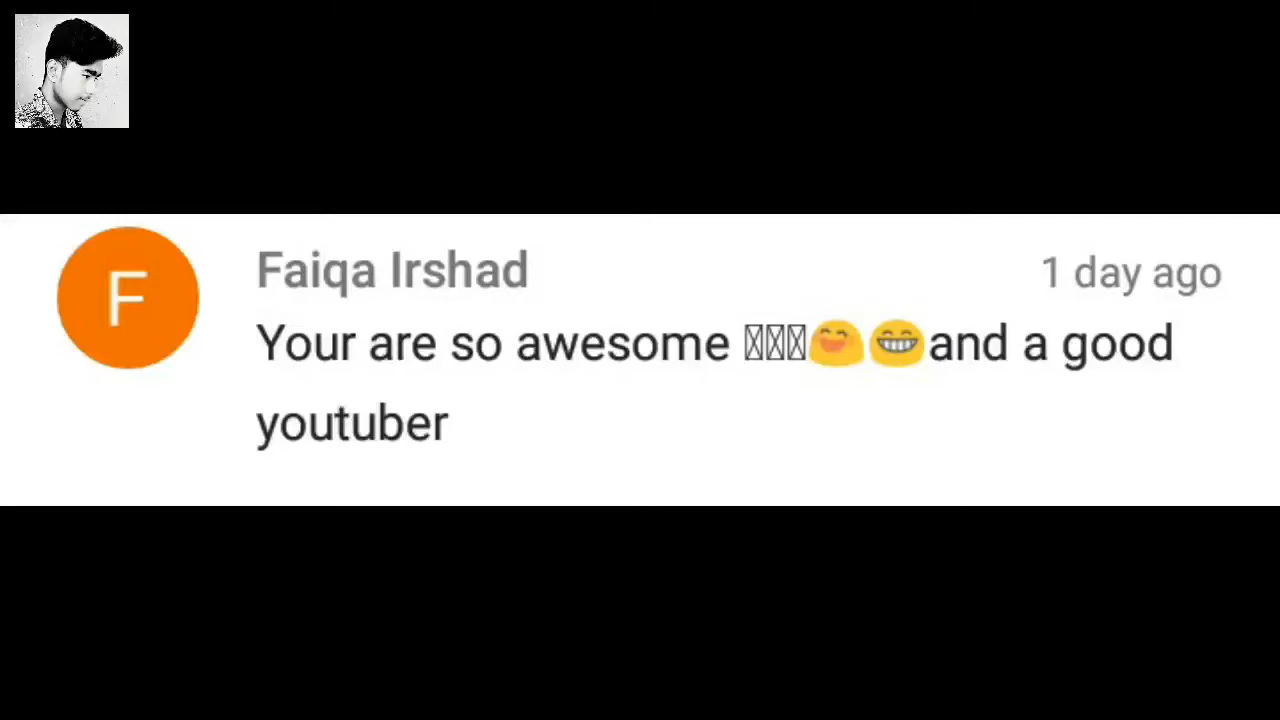 F
Faiqa Irshad
1 day ago
Your are so awesome 😄😁and a good
youtuber